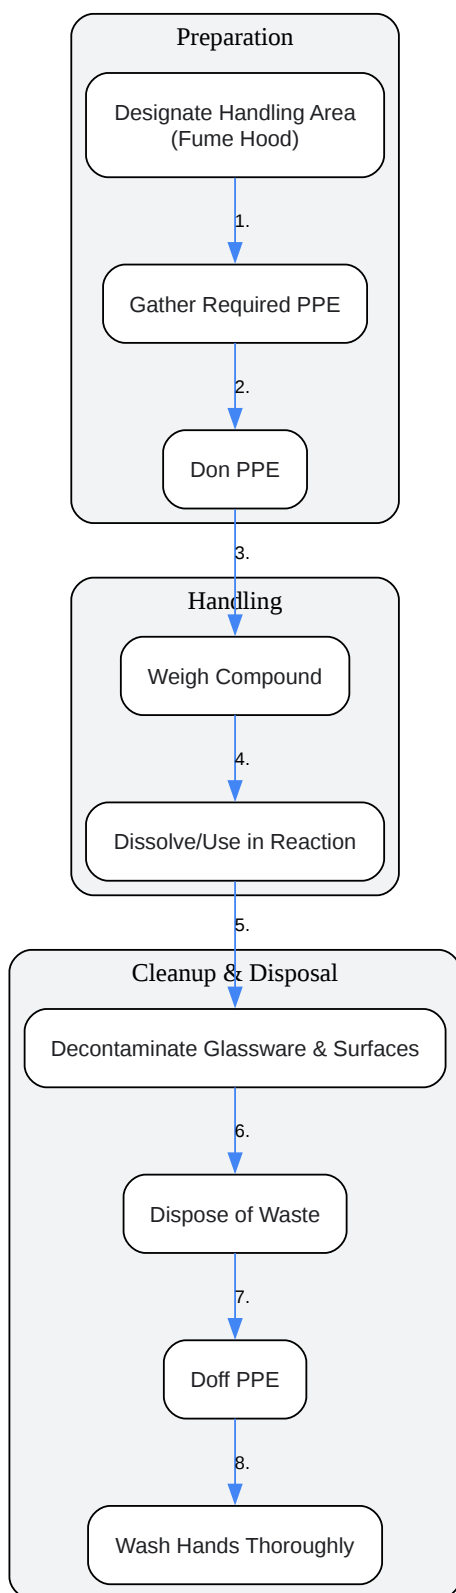 Preparation
Designate Handling Area
(Fume Hood)
1.
Gather Required PPE
2.
Don PPE
3.
Handling
Weigh Compound
4.
Dissolve/Use in Reaction
5.
Cleanup & Disposal
Decontaminate Glassware & Surfaces
6.
Dispose of Waste
7.
Doff PPE
8.
Wash Hands Thoroughly